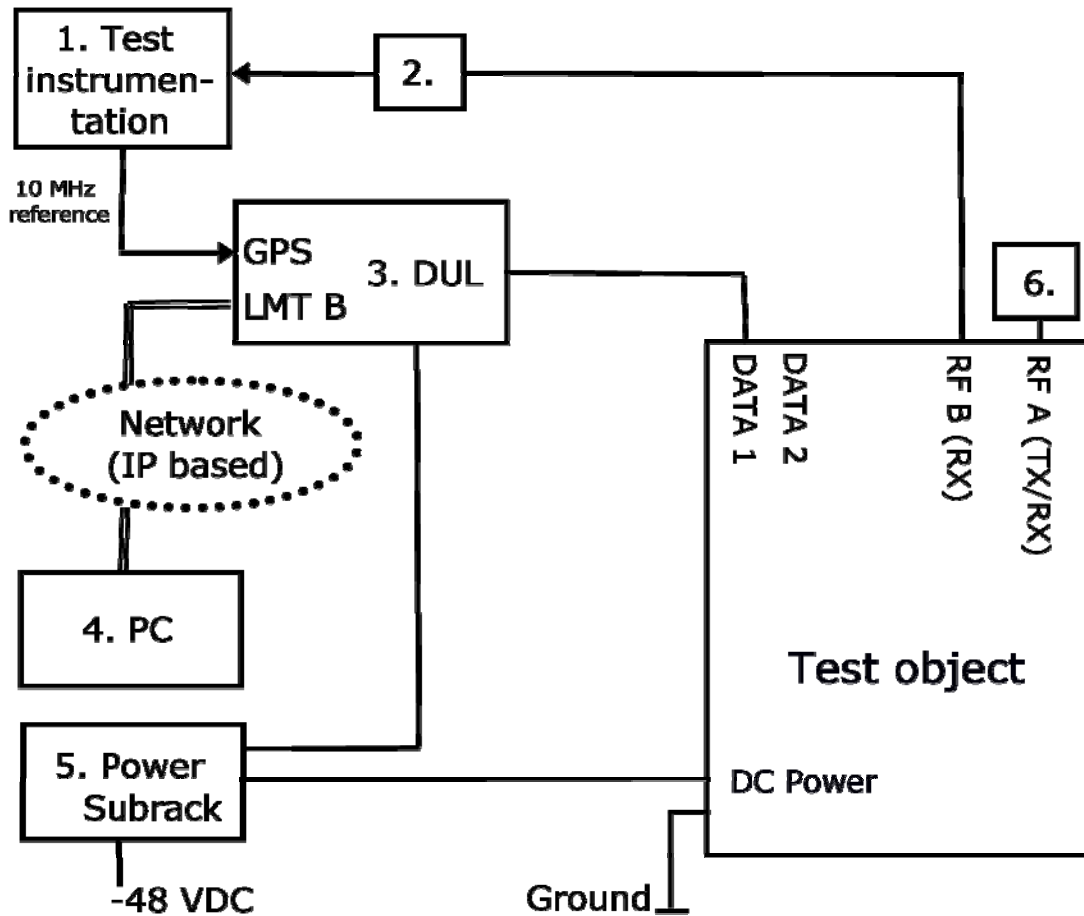 1. Test
instrumen-
tation
2.
10 MHz
reference
GPS
3. DUL
LMT B
6.
DATA 1
DATA 2
RF B (RX)
RF A (TX/RX)
Network
(IP based)
4. PC
Test object
5. Power
Subrack
DC Power
-48 VDC
Ground